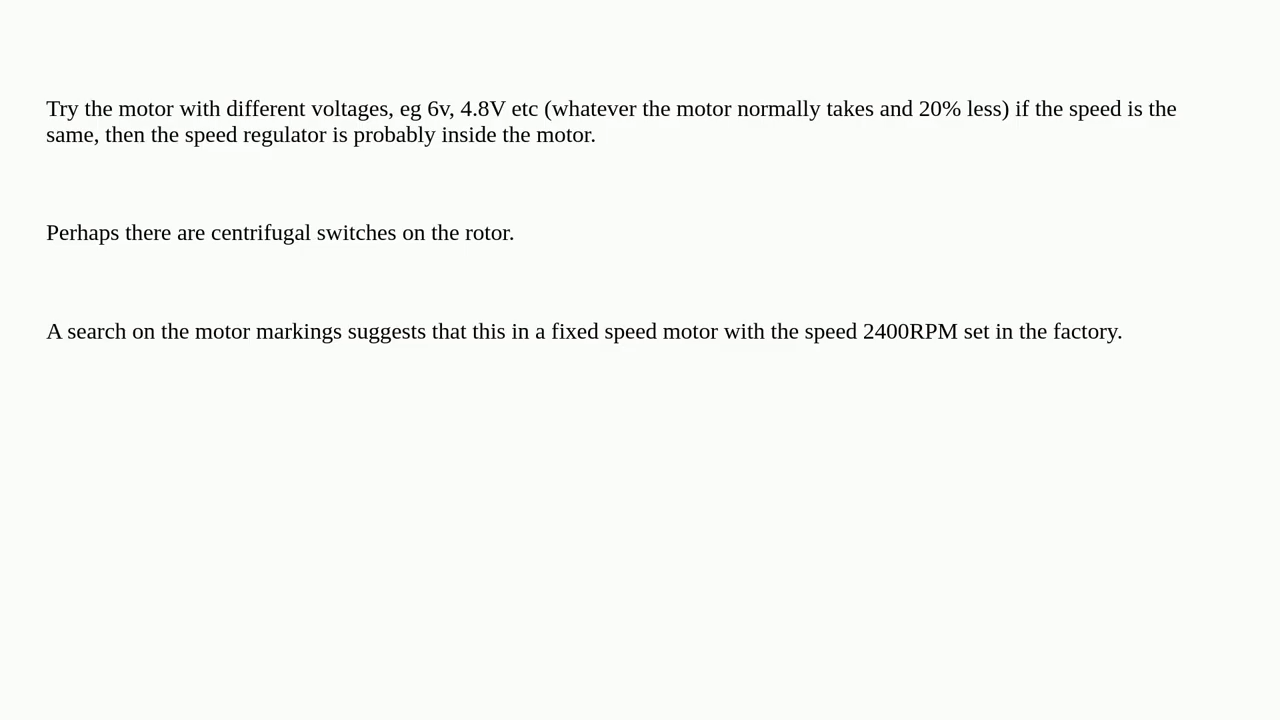 Try the motor with different voltages, eg 6v, 4.8V etc (whatever the motor normally takes and 20% less) if the speed is the
same, then the speed regulator is probably inside the motor.
Perhaps there are centrifugal switches on the rotor.
A search on the motor markings suggests that this in a fixed speed motor with the speed 2400RPM set in the factory.